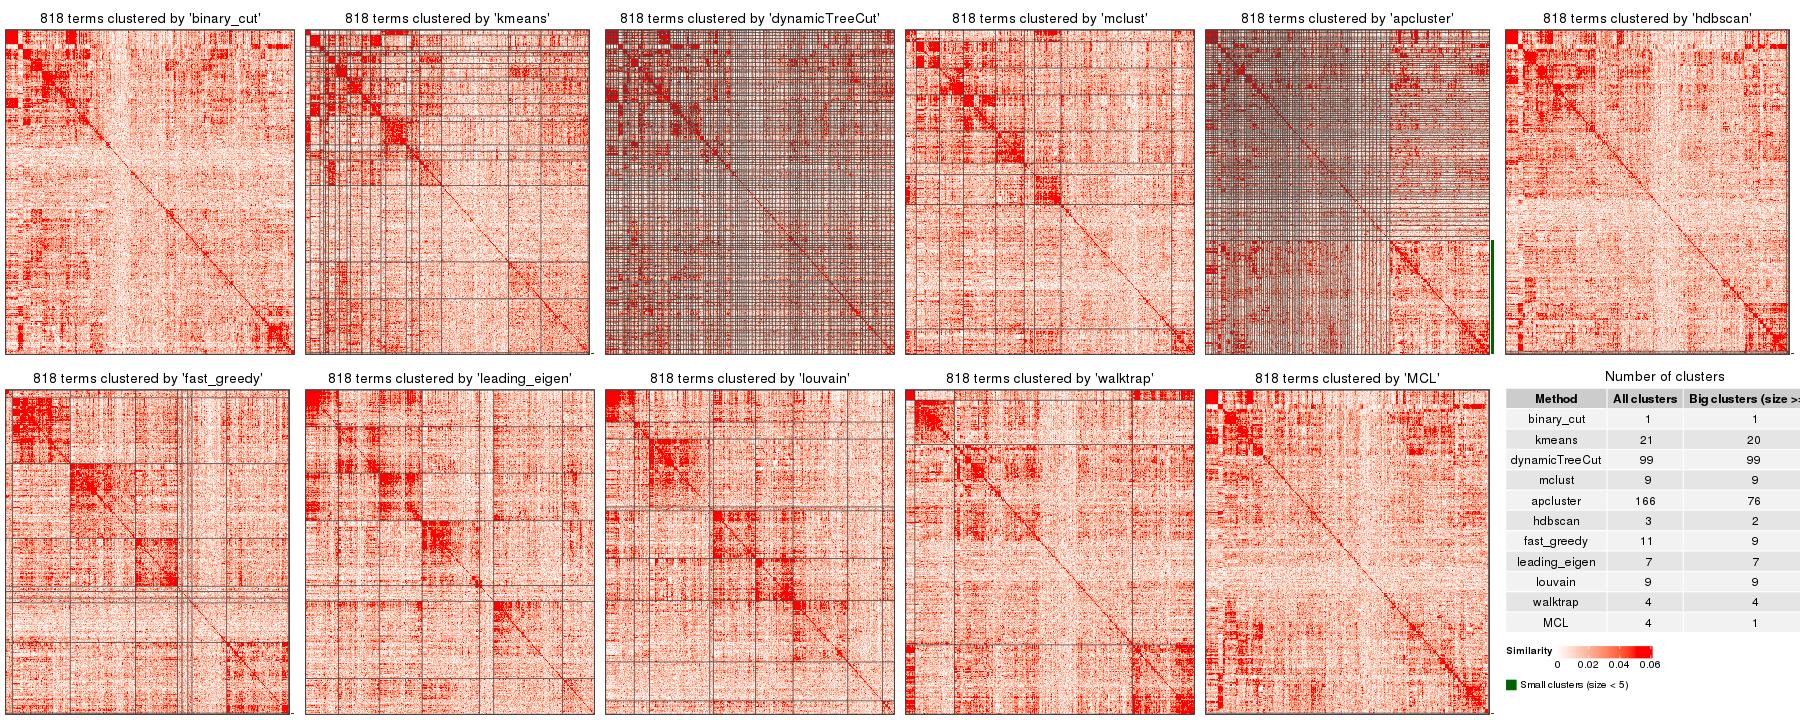 818 terms clustered by 'binary_cut'
818 terms clustered by 'kmeans'
818 terms clustered by 'dynamicTreeCut'
818 terms clustered by 'mclust'
818 terms clustered by 'apcluster'
818 terms clustered by 'hdbscan'
818 terms clustered by 'fast_greedy'
818 terms clustered by 'leading_eigen'
818 terms clustered by 'louvain'
818 terms clustered by 'walktrap'
818 terms clustered by 'MCL'
Number of clusters
Method All clusters Big clusters (size >=
binary_cut 1 1
kmeans 21 20
dynamicTreeCut 99 99
mclust 9 9
apcluster 166 76
hdbscan 3 2
fast_greedy 11 9
leading_eigen 7 7
louvain 9 9
walktrap 4 4
MCL 4 1
Similarity
0 0.02 0.04 0.06
Small clusters (size < 5)